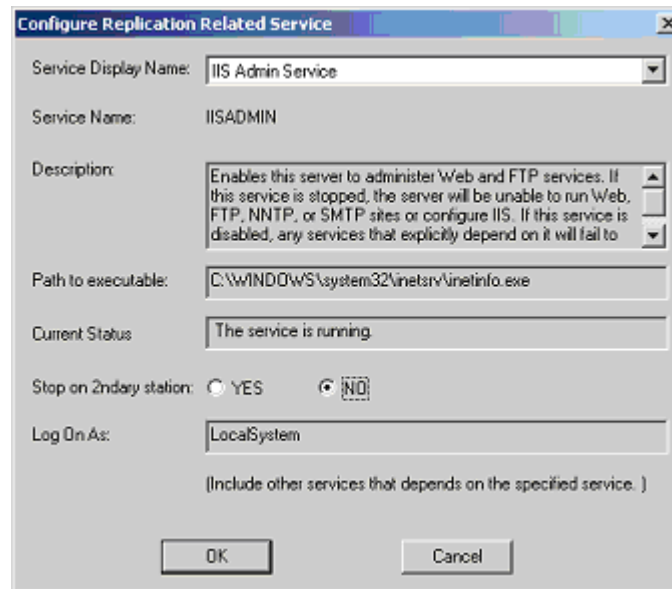 Configure Replication Related Service
Service Display Name: IIS Admin Service
Service Name: IISADMIN
Description: Enables this server to administer Web and FTP services. If
this service is stopped, the server will be unable to run Web,
FTP, NNTP, or SMTP sites or configure IIS. If this service is
disabled, any services that explicitly depend on it will fail to
Path to executable: C:\WINDOWS\system32\inetsrv\inetinfo.exe
Current Status The service is running.
Stop on 2ndary station: YES NO
Log On As: LocalSystem
(Include other services that depends on the specified service. )
OK Cancel